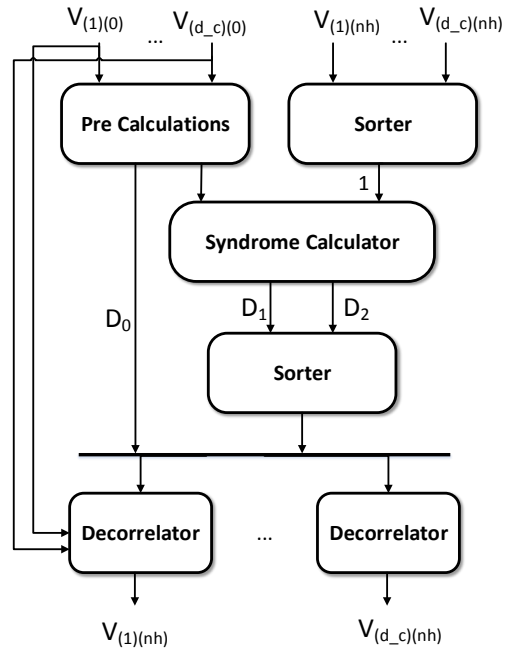 V(1)(0) ... V(d_c)(0) V(1)(nh) ... V(d_c)(nh)
Pre Calculations Sorter
1
Syndrome Calculator
D0 D1 D2
Sorter
Decorrelator ... Decorrelator
V(1)(nh) V(d_c)(nh)